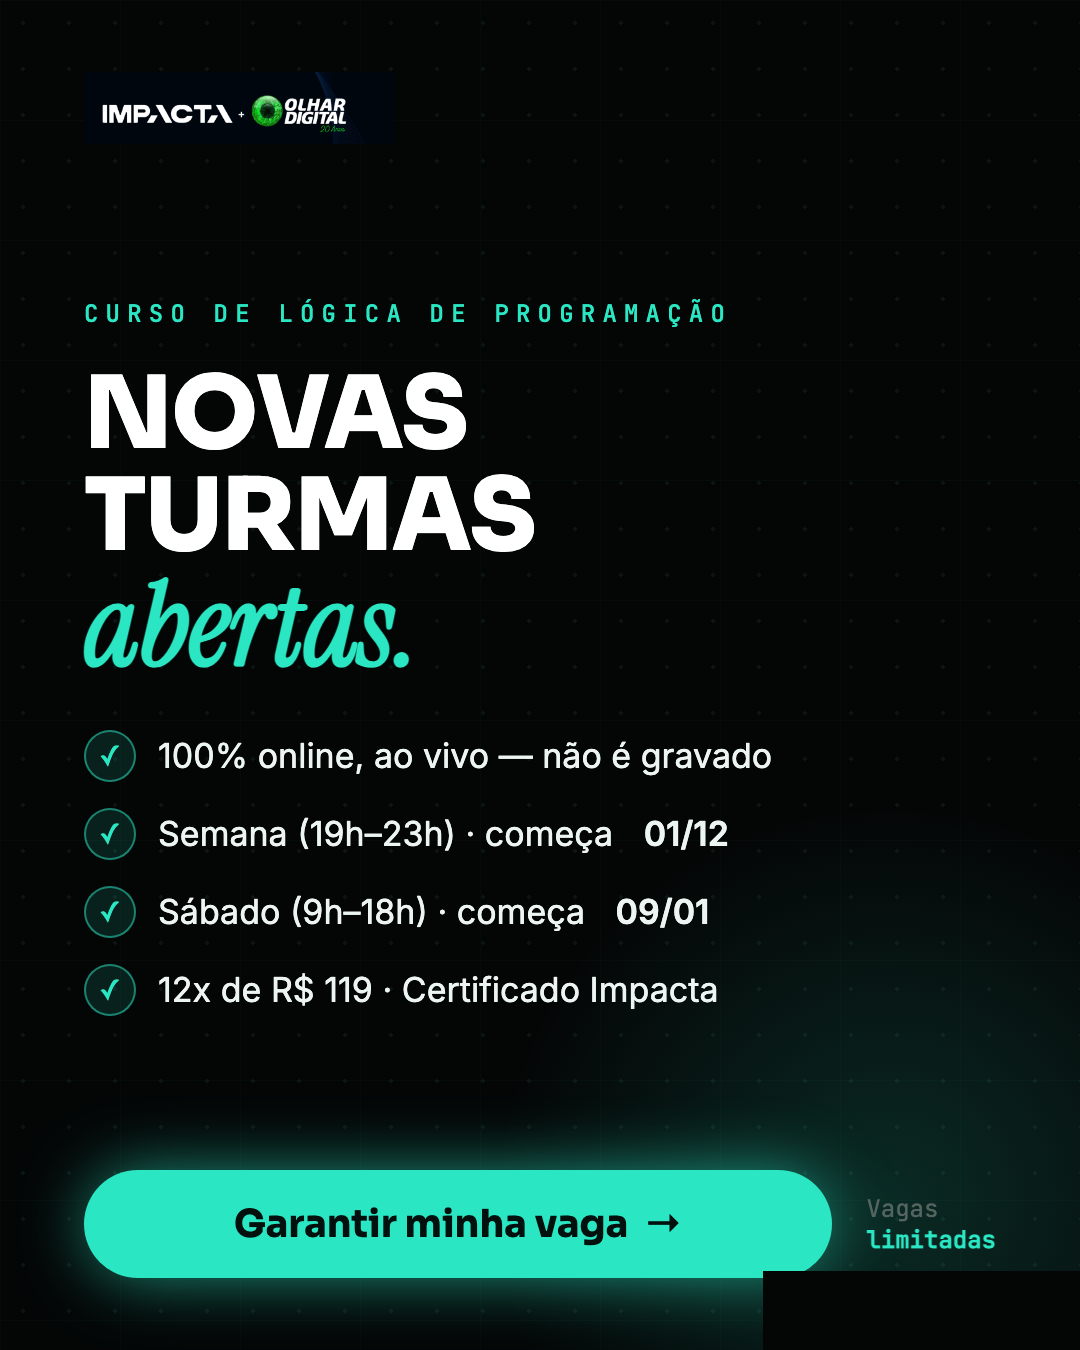 IMPACTA + OLHAR DIGITAL
20 Anos
CURSO DE LÓGICA DE PROGRAMAÇÃO
NOVAS
TURMAS
abertas.
✓ 100% online, ao vivo — não é gravado
✓ Semana (19h–23h) · começa 01/12
✓ Sábado (9h–18h) · começa 09/01
✓ 12x de R$ 119 · Certificado Impacta
Garantir minha vaga →
Vagas
limitadas